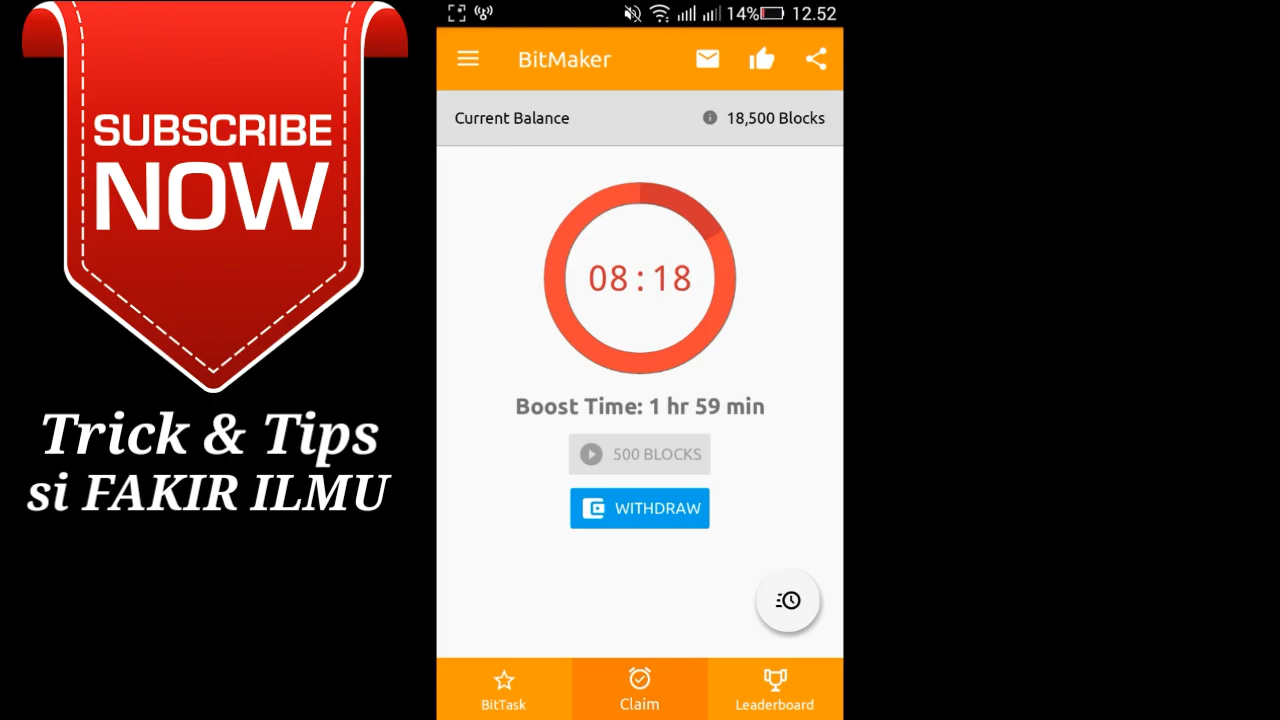 SUBSCRIBE
NOW
Trick & Tips
si FAKIR ILMU
14% 12.52
BitMaker
Current Balance 18,500 Blocks
08:18
Boost Time: 1 hr 59 min
500 BLOCKS
WITHDRAW
BitTask Claim Leaderboard